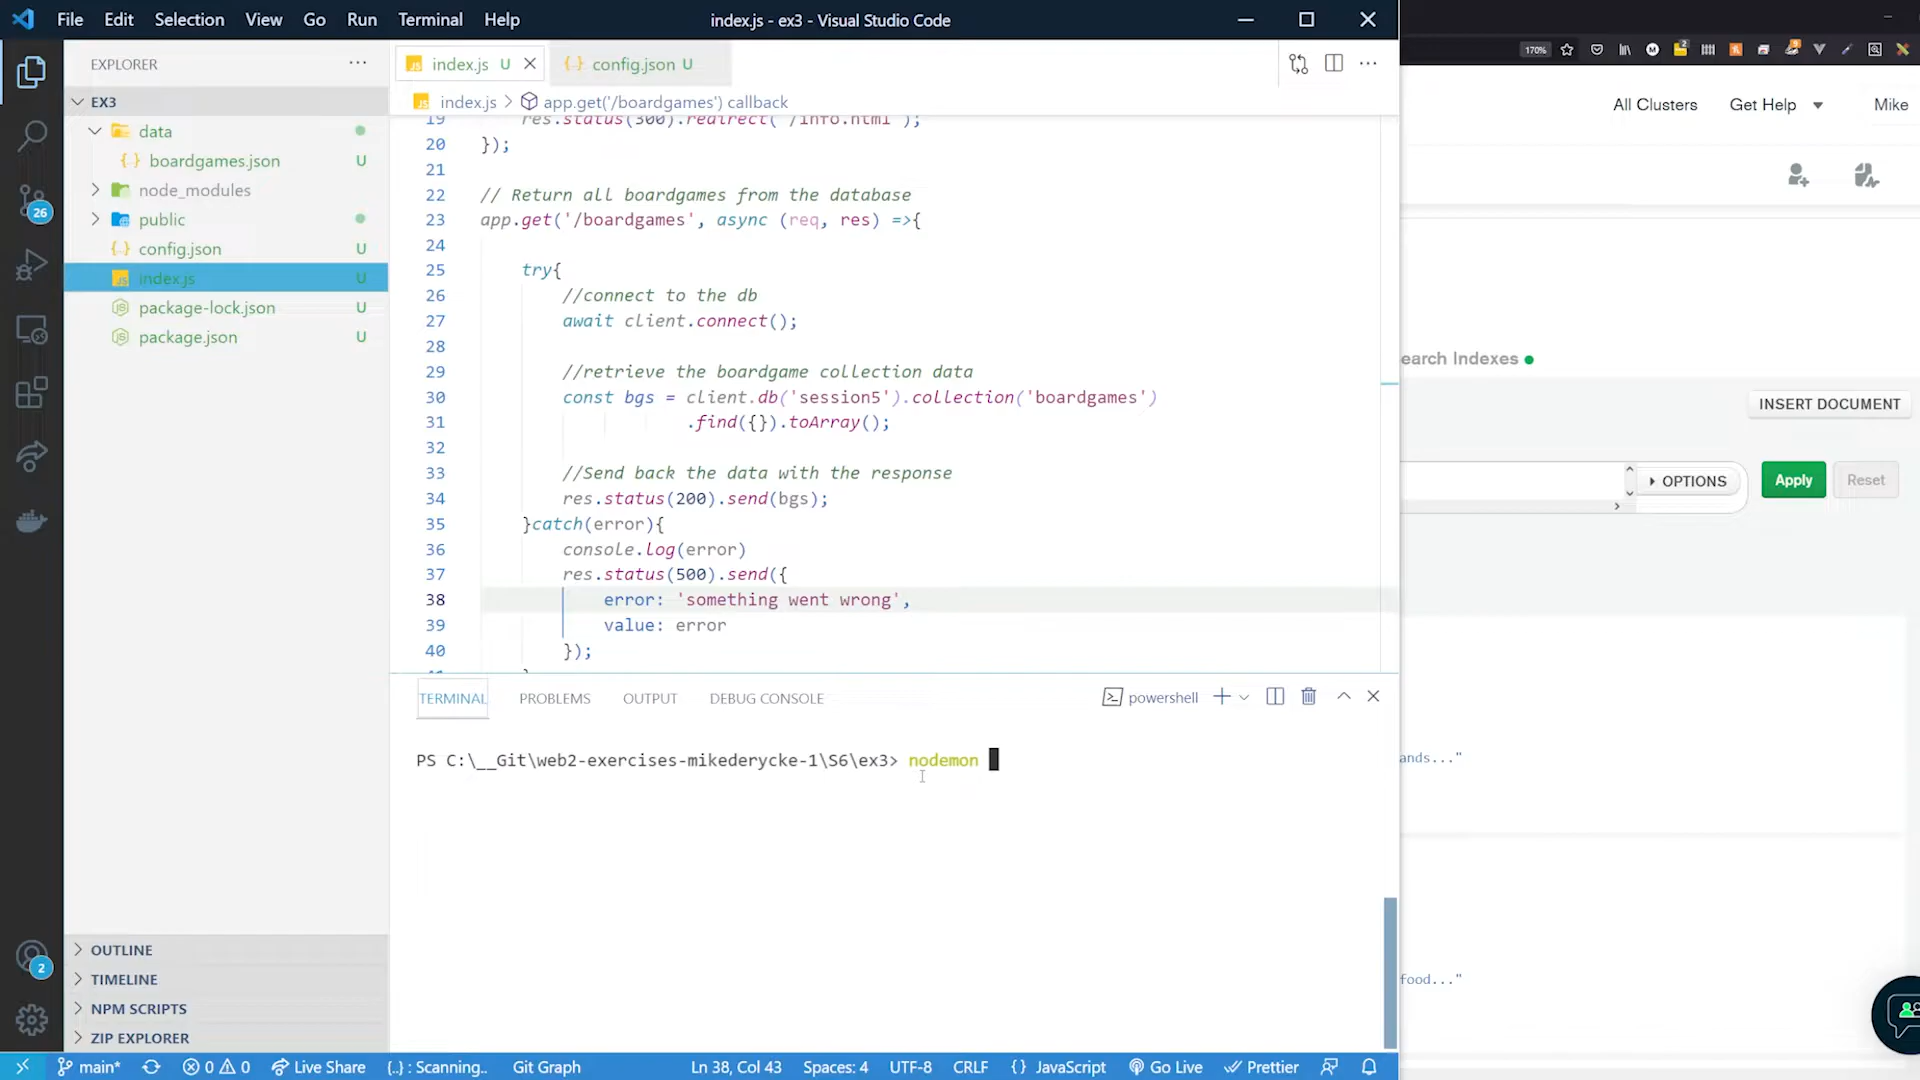 File Edit Selection View Go Run Terminal Help
index.js - ex3 - Visual Studio Code
170%
2
9
EXPLORER
index.js U
config.json U
EX3
index.js > app.get('/boardgames') callback
All Clusters
Get Help
Mike
data
boardgames.json U
node_modules
public
config.json U
index.js U
package-lock.json U
package.json U
26
19 res.status(300).redirect('/info.html');
20 });
21
22 // Return all boardgames from the database
23 app.get('/boardgames', async (req, res) =>{
24
25 try{
26 //connect to the db
27 await client.connect();
28
29 //retrieve the boardgame collection data
30 const bgs = client.db('session5').collection('boardgames')
31 .find({}).toArray();
32
33 //Send back the data with the response
34 res.status(200).send(bgs);
35 }catch(error){
36 console.log(error)
37 res.status(500).send({
38 error: 'something went wrong',
39 value: error
40 });
earch Indexes
INSERT DOCUMENT
OPTIONS
Apply
Reset
TERMINAL PROBLEMS OUTPUT DEBUG CONSOLE
powershell
PS C:\__Git\web2-exercises-mikederycke-1\S6\ex3> nodemon
ands..."
food..."
OUTLINE
TIMELINE
NPM SCRIPTS
ZIP EXPLORER
2
main* 0 0 Live Share {..} : Scanning.. Git Graph
Ln 38, Col 43 Spaces: 4 UTF-8 CRLF {} JavaScript Go Live Prettier